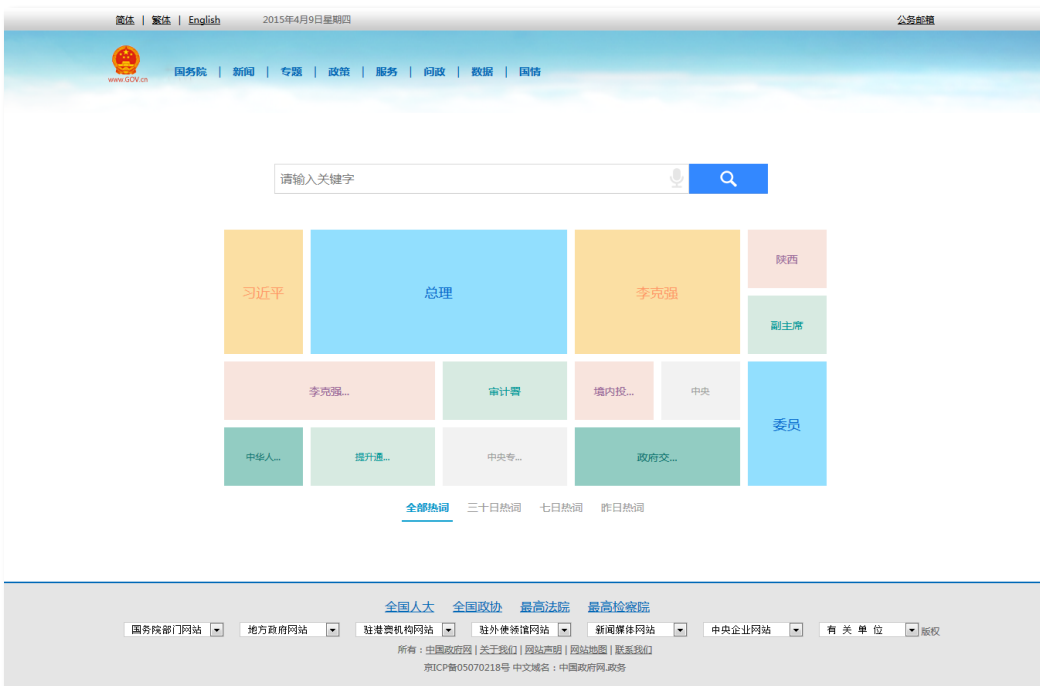 简体 | 繁体 | English 2015年4月9日星期四 公务邮箱
www.GOV.cn
国务院 | 新闻 | 专题 | 政策 | 服务 | 问政 | 数据 | 国情
请输入关键字
习近平 总理 李克强 陕西
副主席
李克强... 审计署 境内投... 中央
委员
中华人... 提升通... 中央专... 政府交...
全部热词 三十日热词 七日热词 昨日热词
全国人大 全国政协 最高法院 最高检察院
国务院部门网站 地方政府网站 驻港澳机构网站 驻外使领馆网站 新闻媒体网站 中央企业网站 有关单位 版权
所有：中国政府网 | 关于我们 | 网站声明 | 网站地图 | 联系我们
京ICP备05070218号 中文域名：中国政府网.政务